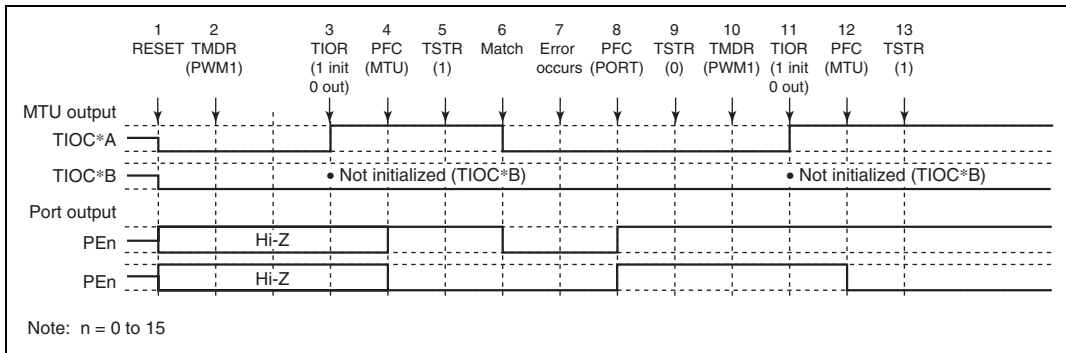 1 2 3 4 5 6 7 8 9 10 11 12 13
RESET TMDR TIOR PFC TSTR Match Error PFC TSTR TMDR TIOR PFC TSTR
(PWM1) (1 init (MTU) (1) occurs (PORT) (0) (PWM1) (1 init (MTU) (1)
0 out) 0 out)
MTU output
TIOC*A
TIOC*B • Not initialized (TIOC*B) • Not initialized (TIOC*B)
Port output
PEn Hi-Z
PEn Hi-Z
Note: n = 0 to 15